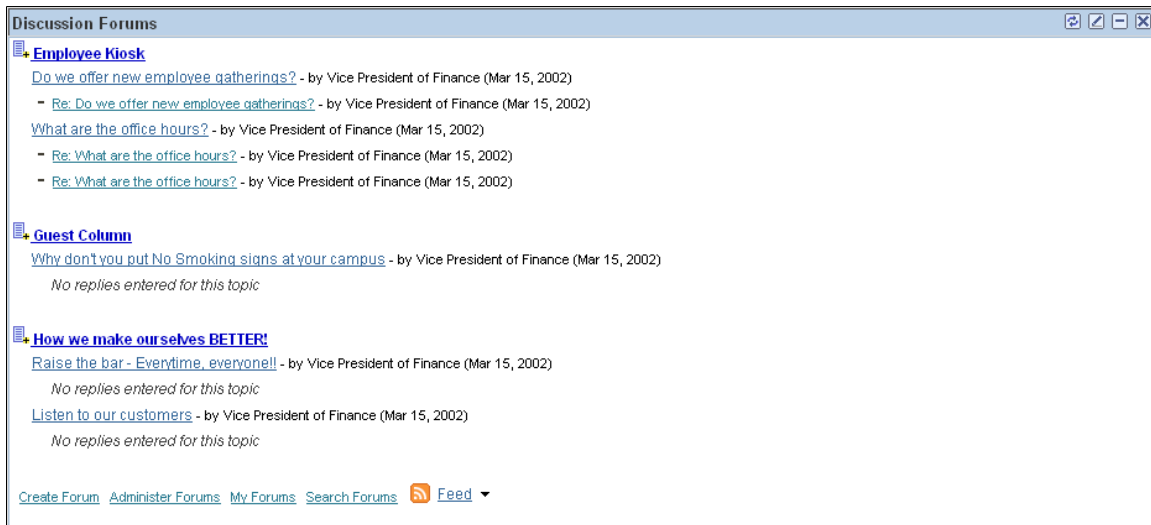 Discussion Forums
Employee Kiosk
Do we offer new employee gatherings? - by Vice President of Finance (Mar 15, 2002)
- Re: Do we offer new employee gatherings? - by Vice President of Finance (Mar 15, 2002)
What are the office hours? - by Vice President of Finance (Mar 15, 2002)
- Re: What are the office hours? - by Vice President of Finance (Mar 15, 2002)
- Re: What are the office hours? - by Vice President of Finance (Mar 15, 2002)
Guest Column
Why don't you put No Smoking signs at your campus - by Vice President of Finance (Mar 15, 2002)
No replies entered for this topic
How we make ourselves BETTER!
Raise the bar - Everytime, everyone!! - by Vice President of Finance (Mar 15, 2002)
No replies entered for this topic
Listen to our customers - by Vice President of Finance (Mar 15, 2002)
No replies entered for this topic
Create Forum Administer Forums My Forums Search Forums Feed